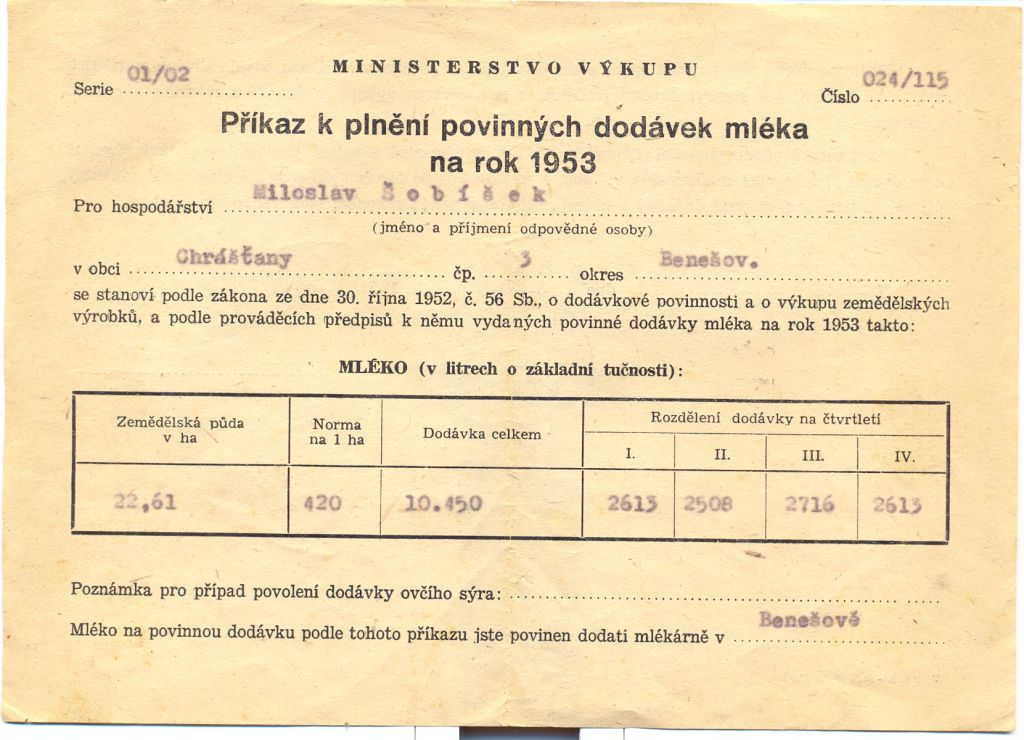 MINISTERSTVO VÝKUPU
Serie 01/02
Číslo 024/115
Příkaz k plnění povinných dodávek mléka
na rok 1953
Pro hospodářství Miloslav Šobíšek
(jméno a příjmení odpovědné osoby)
v obci Chrášťany čp. 3 okres Benešov.
se stanoví podle zákona ze dne 30. října 1952, č. 56 Sb., o dodávkové povinnosti a o výkupu zemědělských
výrobků, a podle prováděcích předpisů k němu vydaných povinné dodávky mléka na rok 1953 takto:
MLÉKO (v litrech o základní tučnosti):
Zemědělská půda
v ha
Norma
na 1 ha
Dodávka celkem
Rozdělení dodávky na čtvrtletí
I. II. III. IV.
22,61 420 10.450 2613 2508 2716 2613
Poznámka pro případ povolení dodávky ovčího sýra:
Mléko na povinnou dodávku podle tohoto příkazu jste povinen dodati mlékárně v Benešově